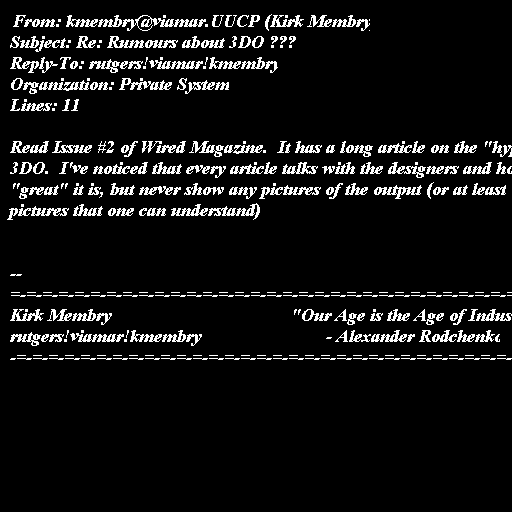 From: kmembry@viamar.UUCP (Kirk Membry
Subject: Re: Rumours about 3DO ???
Reply-To: rutgers!viamar!kmembry
Organization: Private System
Lines: 11

Read Issue #2 of Wired Magazine.  It has a long article on the "hy
3DO.  I've noticed that every article talks with the designers and ho
"great" it is, but never show any pictures of the output (or at least
pictures that one can understand)

--
=-=-=-=-=-=-=-=-=-=-=-=-=-=-=-=-=-=-=-=-=-=-=-=-=-=-=-=-=-=-=-=
Kirk Membry                                  "Our Age is the Age of Indus
rutgers!viamar!kmembry                         - Alexander Rodchenko
-=-=-=-=-=-=-=-=-=-=-=-=-=-=-=-=-=-=-=-=-=-=-=-=-=-=-=-=-=-=-=-